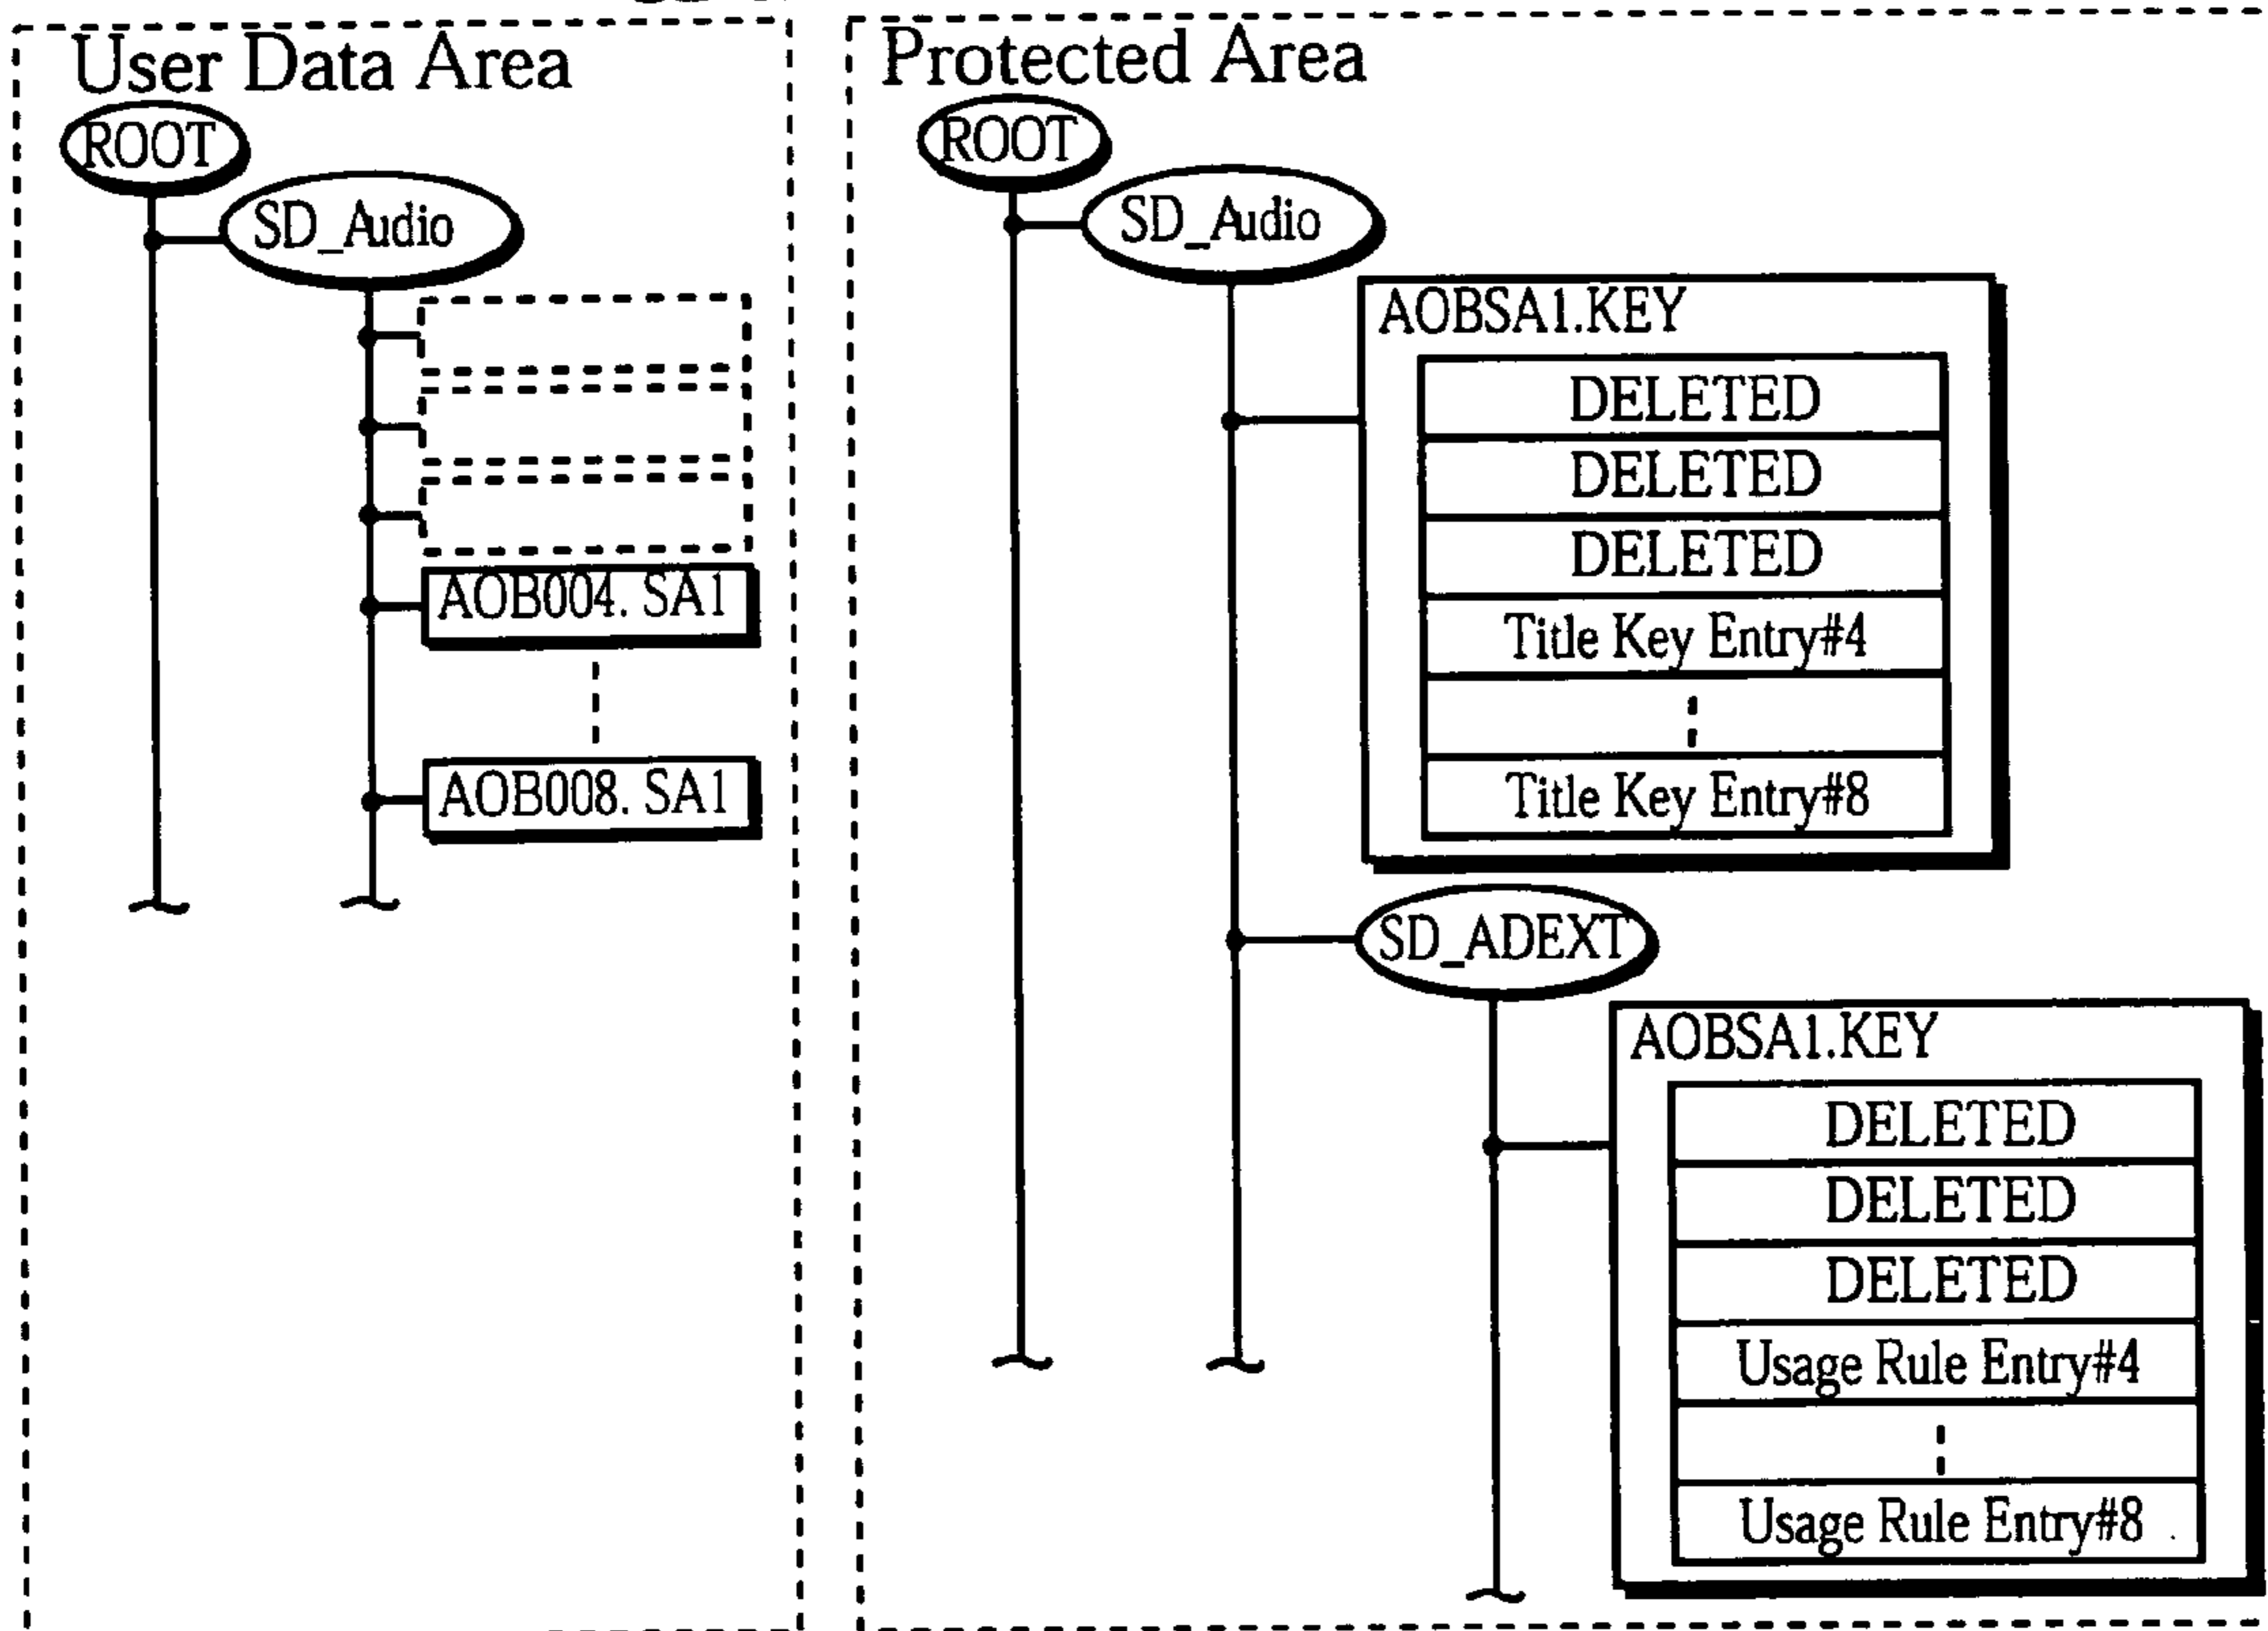 User Data Area
ROOT
SD_Audio
AOB004. SA1
AOB008. SA1
Protected Area
ROOT
SD_Audio
AOBSA1.KEY
DELETED
DELETED
DELETED
Title Key Entry#4
Title Key Entry#8
SD_ADEXT
AOBSA1.KEY
DELETED
DELETED
DELETED
Usage Rule Entry#4
Usage Rule Entry#8